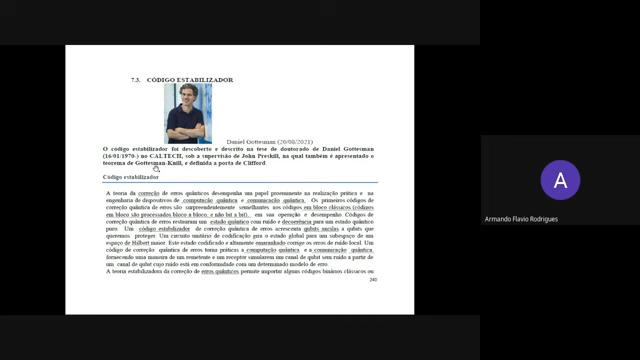 7.3. CÓDIGO ESTABILIZADOR
Daniel Gottesman (20/08/2021)
O código estabilizador foi descoberto e descrito na tese de doutorado de Daniel Gottesman
(16/01/1970-) no CALTECH, sob a supervisão de John Preskill, na qual também é apresentado o
teorema de Gottesman-Knill, e definida a porta de Clifford.
Código estabilizador
A teoria da correção de erros quânticos desempenha um papel proeminente na realização prática e na
engenharia de dispositivos de computação quântica e comunicação quântica. Os primeiros códigos de
correção quântica de erros são surpreendentemente semelhantes aos códigos em bloco clássicos (códigos
em bloco são processados bloco a bloco, e não bit a bit), em sua operação e desempenho. Códigos de
correção quântica de erros restauram um estado quântico com ruído e decoerência para um estado quântico
puro. Um código estabilizador de correção quântica de erros acrescenta qubits ancilas a qubits que
queremos proteger. Um circuito unitário de codificação gira o estado global para um subespaço de um
espaço de Hilbert maior. Este estado codificado e altamente emaranhado corrige os erros de ruído local. Um
código de correção quântica de erros torna práticas a computação quântica e a comunicação quântica,
fornecendo uma maneira de um remetente e um receptor simularem um canal de qubit sem ruído a partir de
um canal de qubit cujo ruído está em conformidade com um determinado modelo de erro.
A teoria estabilizadora da correção de erros quânticos permite importar alguns códigos binários clássicos ou
240
A
Armando Flavio Rodrigues